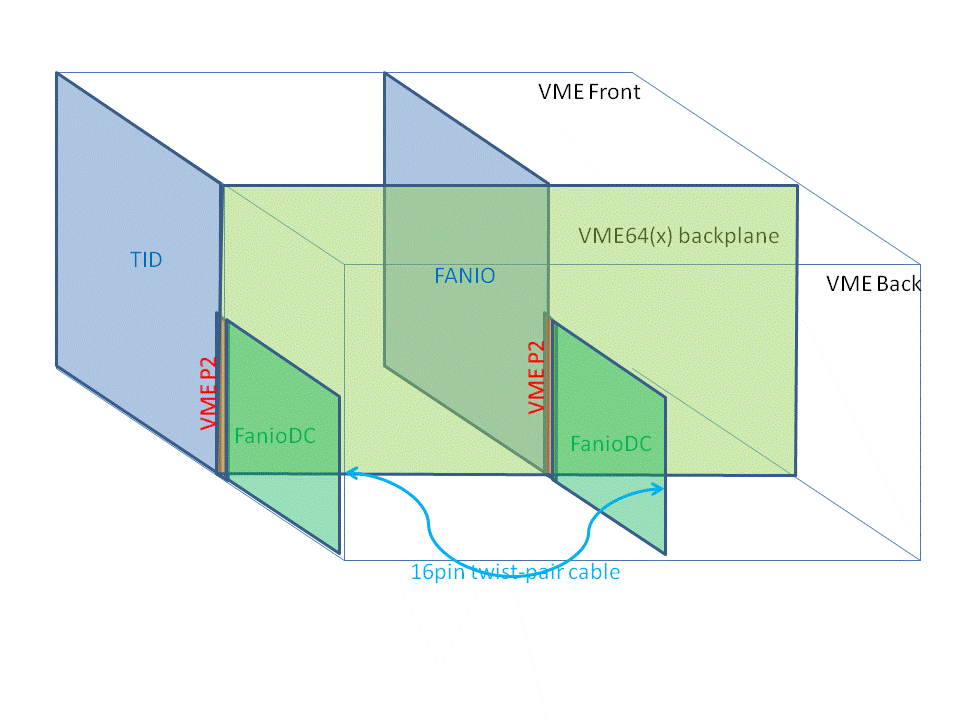 VME Front
VME64(x) backplane
TID
FANIO
VME Back
VME P2
VME P2
FanioDC
FanioDC
16pin twist-pair cable